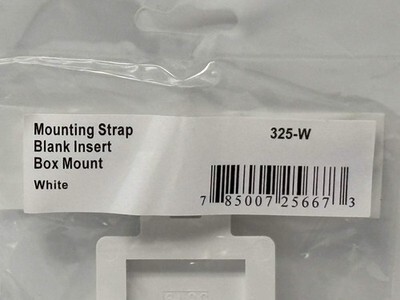 Mounting Strap
Blank Insert
Box Mount
White
325-W
7 85007 25667 3